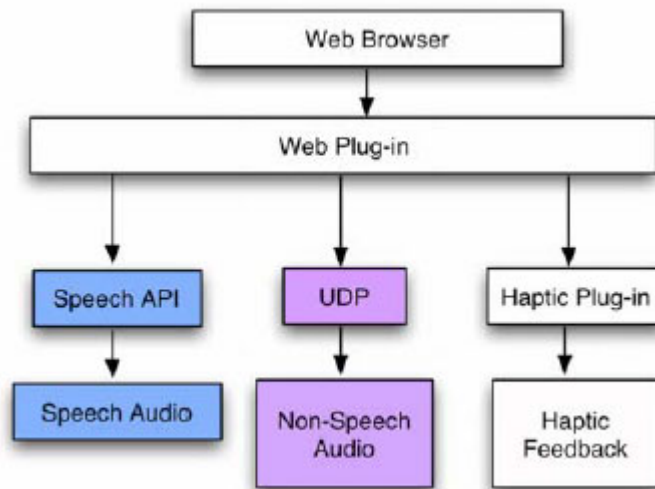 Web Browser
Web Plug-in
Speech API
UDP
Haptic Plug-in
Speech Audio
Non-Speech
Audio
Haptic
Feedback